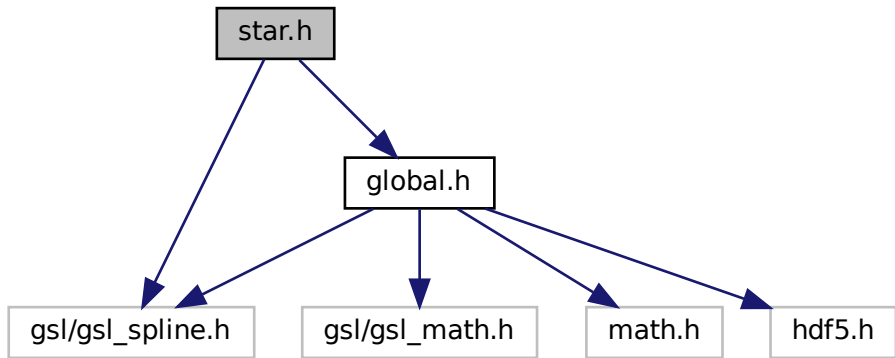 star.h
global.h
gsl/gsl_spline.h
gsl/gsl_math.h
math.h
hdf5.h